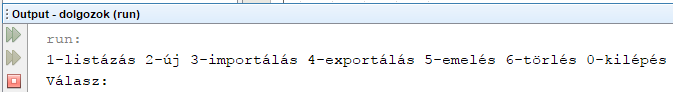 Output - dolgozok (run)
run:
1-listázás 2-új 3-importálás 4-exportálás 5-emelés 6-törlés 0-kilépés
Válasz: